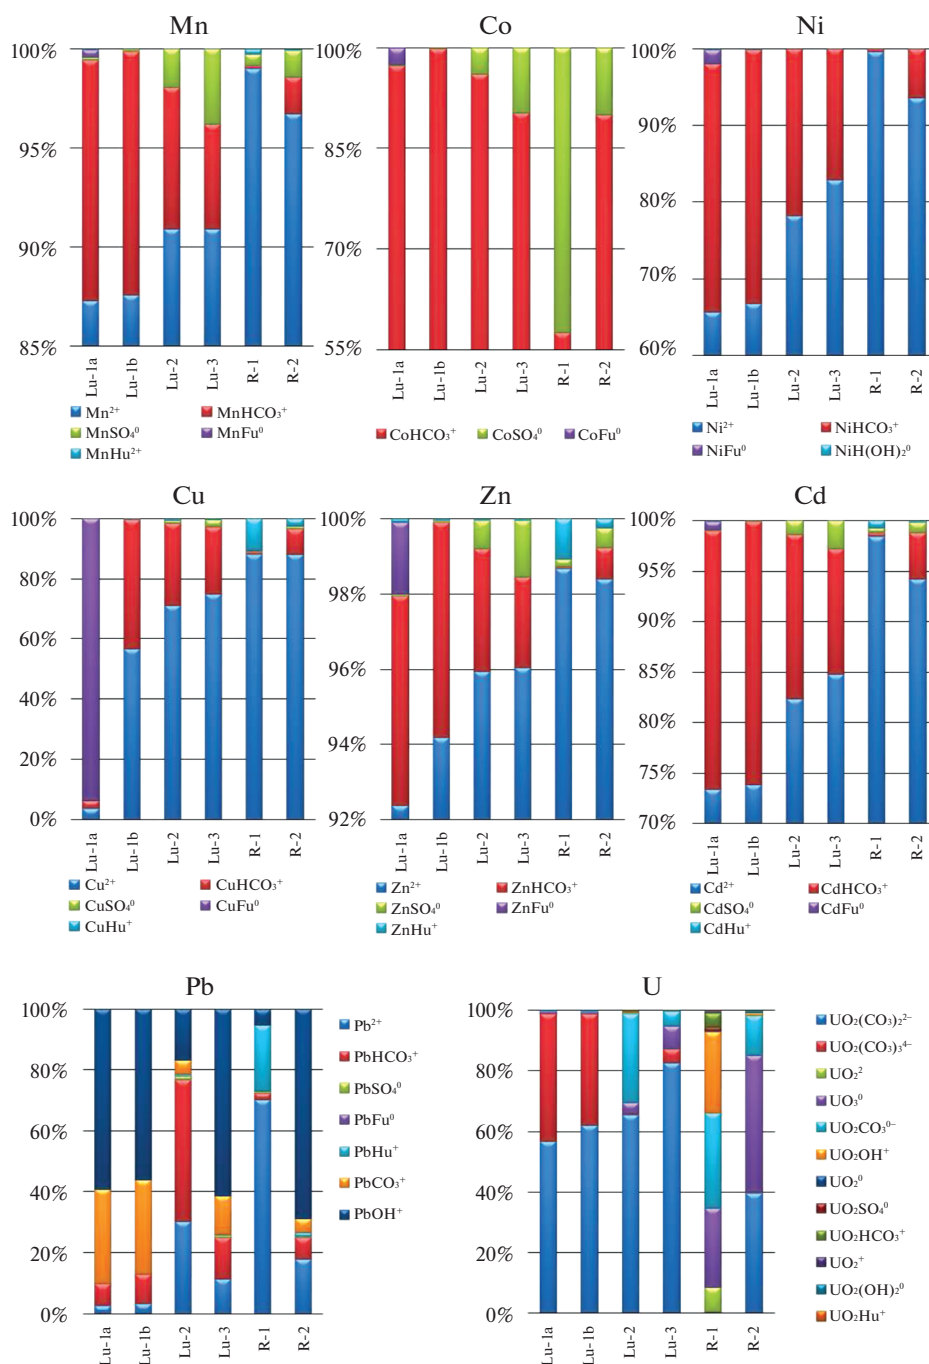 Mn
100%
95%
90%
85%
Lu-1a
Lu-1b
Lu-2
Lu-3
R-1
R-2
Mn²⁺ MnHCO₃⁺
MnSO₄⁰ MnFu⁰
MnHu²⁺
Co
100%
85%
70%
55%
Lu-1a
Lu-1b
Lu-2
Lu-3
R-1
R-2
CoHCO₃⁺ CoSO₄⁰ CoFu⁰
Ni
100%
90%
80%
70%
60%
Lu-1a
Lu-1b
Lu-2
Lu-3
R-1
R-2
Ni²⁺ NiHCO₃⁺
NiFu⁰ NiH(OH)₂⁰
Cu
100%
80%
60%
40%
20%
0%
Lu-1a
Lu-1b
Lu-2
Lu-3
R-1
R-2
Cu²⁺ CuHCO₃⁺
CuSO₄⁰ CuFu⁰
CuHu⁺
Zn
100%
98%
96%
94%
92%
Lu-1a
Lu-1b
Lu-2
Lu-3
R-1
R-2
Zn²⁺ ZnHCO₃⁺
ZnSO₄⁰ ZnFu⁰
ZnHu⁺
Cd
100%
95%
90%
85%
80%
75%
70%
Lu-1a
Lu-1b
Lu-2
Lu-3
R-1
R-2
Cd²⁺ CdHCO₃⁺
CdSO₄⁰ CdFu⁰
CdHu⁺
Pb
100%
80%
60%
40%
20%
0%
Lu-1a
Lu-1b
Lu-2
Lu-3
R-1
R-2
Pb²⁺
PbHCO₃⁺
PbSO₄⁰
PbFu⁰
PbHu⁺
PbCO₃⁺
PbOH⁺
U
100%
80%
60%
40%
20%
0%
Lu-1a
Lu-1b
Lu-2
Lu-3
R-1
R-2
UO₂(CO₃)₂²⁻
UO₂(CO₃)₃⁴⁻
UO₂²
UO₃⁰
UO₂CO₃⁰⁻
UO₂OH⁺
UO₂⁰
UO₂SO₄⁰
UO₂HCO₃⁺
UO₂⁺
UO₂(OH)₂⁰
UO₂Hu⁺